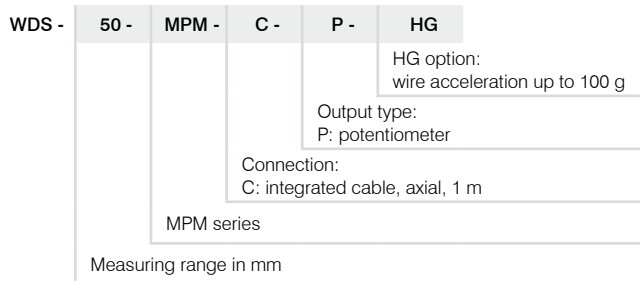 WDS - 50 - MPM - C - P - HG
HG option:
wire acceleration up to 100 g
Output type:
P: potentiometer
Connection:
C: integrated cable, axial, 1 m
MPM series
Measuring range in mm